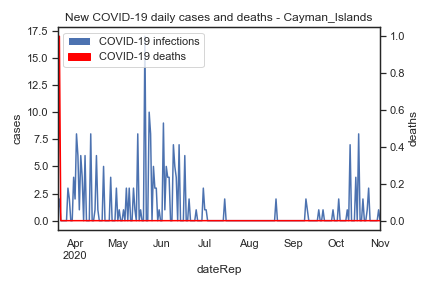 New COVID-19 daily cases and deaths - Cayman_Islands
COVID-19 infections
COVID-19 deaths
17.5
15.0
12.5
10.0
7.5
5.0
2.5
0.0
cases
1.0
0.8
0.6
0.4
0.2
0.0
deaths
Apr May Jun Jul Aug Sep Oct Nov
2020
dateRep